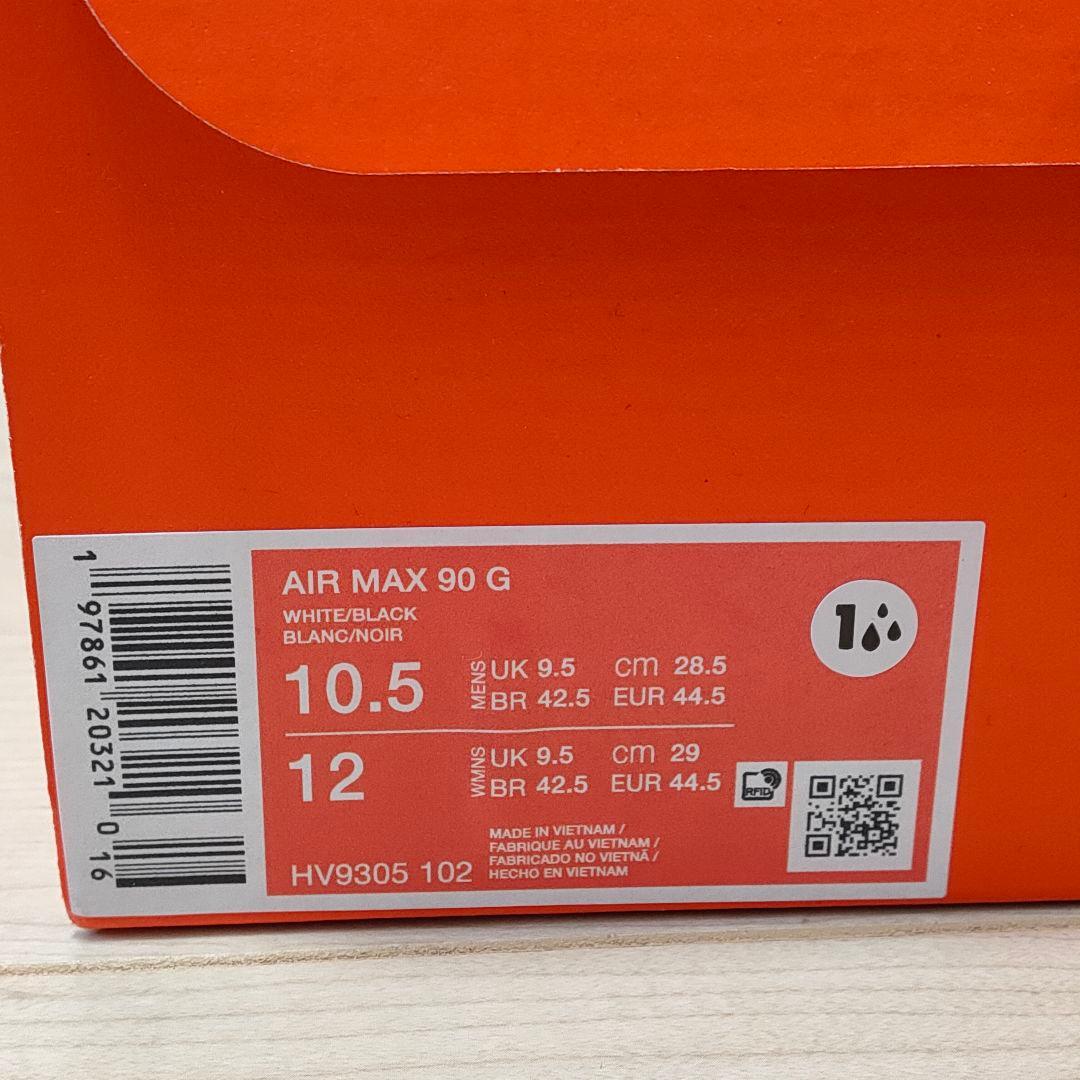 AIR MAX 90 G
WHITE/BLACK
BLANC/NOIR
10.5
MENS
UK 9.5 cm 28.5
BR 42.5 EUR 44.5
12
WMNS
UK 9.5 cm 29
BR 42.5 EUR 44.5
HV9305 102
MADE IN VIETNAM /
FABRIQUE AU VIETNAM /
FABRICADO NO VIETNÃ /
HECHO EN VIETNAM
RFID
1
1 97861 20321 0 16